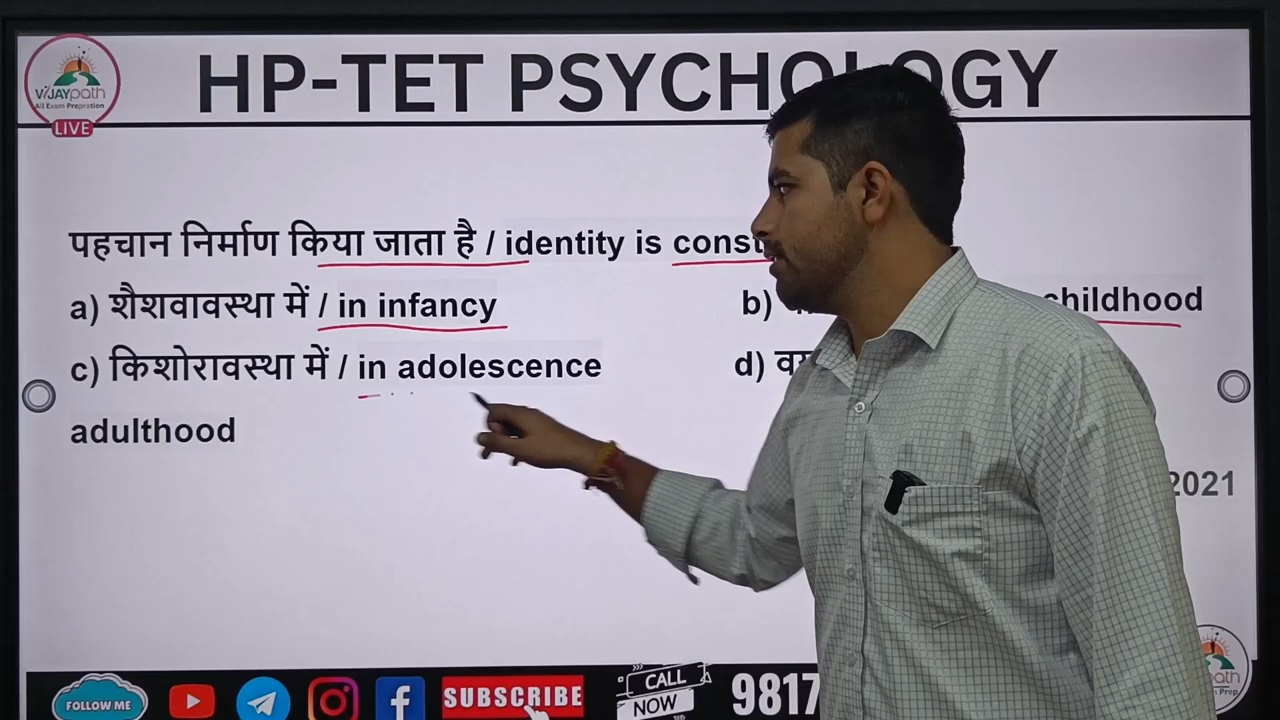 HP-TET PSYCHOLOGY
ViJAYpath
All Exam Prepration
LIVE
पहचान निर्माण किया जाता है / identity is const
a) शैशवावस्था में / in infancy b) childhood
c) किशोरावस्था में / in adolescence d)
adulthood
2021
FOLLOW ME
SUBSCRIBE
CALL
NOW
9817
path